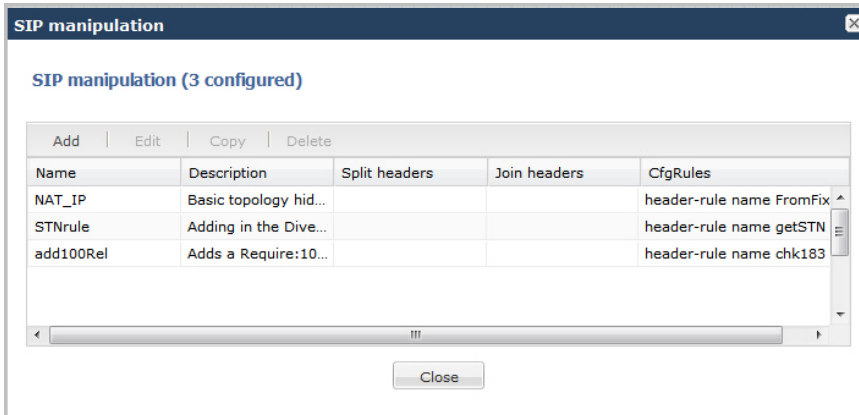 SIP manipulation
SIP manipulation (3 configured)
Add Edit Copy Delete
Name Description Split headers Join headers CfgRules
NAT_IP Basic topology hid... header-rule name FromFix
STNrule Adding in the Dive... header-rule name getSTN
add100Rel Adds a Require:10... header-rule name chk183
Close